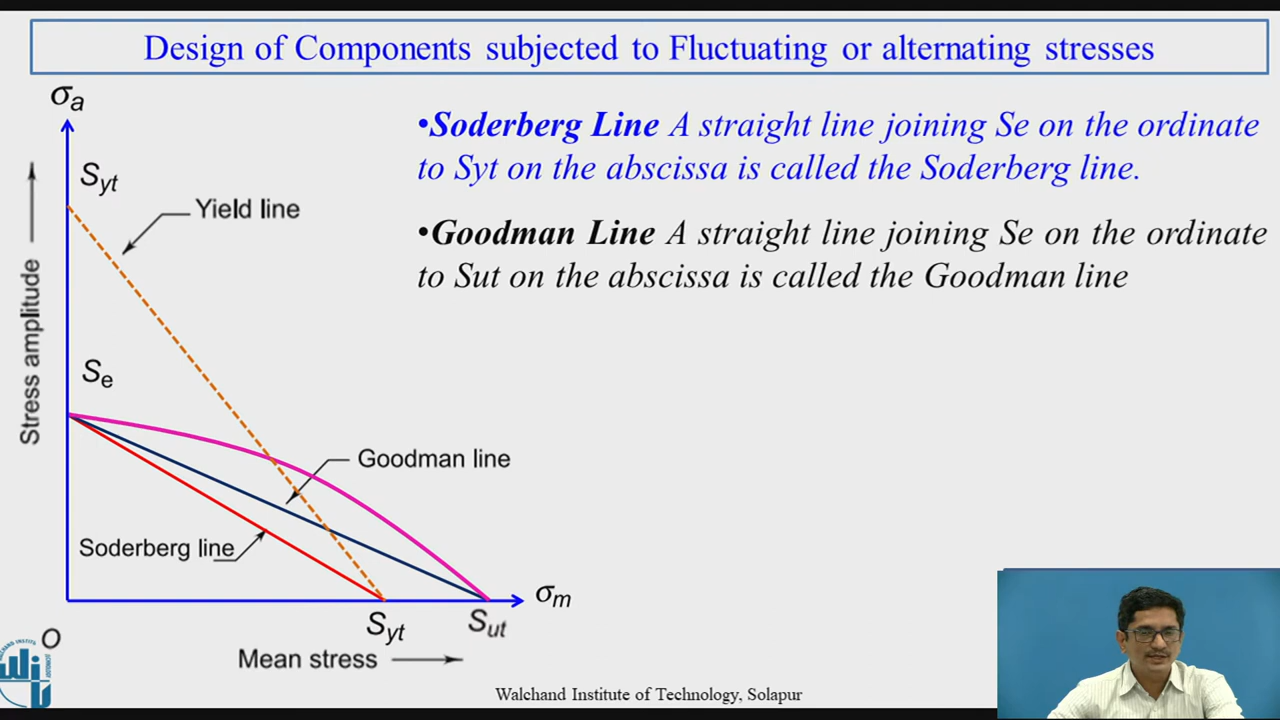 Design of Components subjected to Fluctuating or alternating stresses
σa
Syt
Yield line
Stress amplitude
Se
Goodman line
Soderberg line
σm
O
Syt
Sut
Mean stress
•Soderberg Line A straight line joining Se on the ordinate
to Syt on the abscissa is called the Soderberg line.
•Goodman Line A straight line joining Se on the ordinate
to Sut on the abscissa is called the Goodman line
Walchand Institute of Technology, Solapur